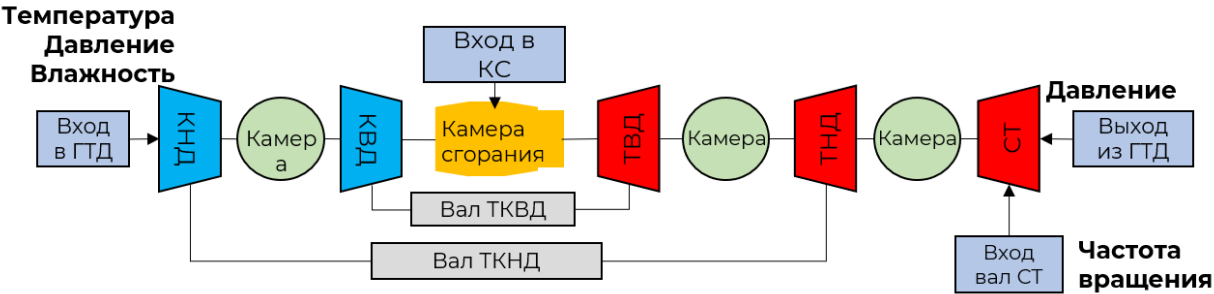 Температура
Давление
Влажность
Вход в
КС
Вход
в ГТД
КНД
Камер
а
КВД
Камера
сгорания
ТВД
Камера
ТНД
Камера
СТ
Давление
Выход
из ГТД
Вал ТКВД
Вал ТКНД
Вход
вал СТ
Частота
вращения